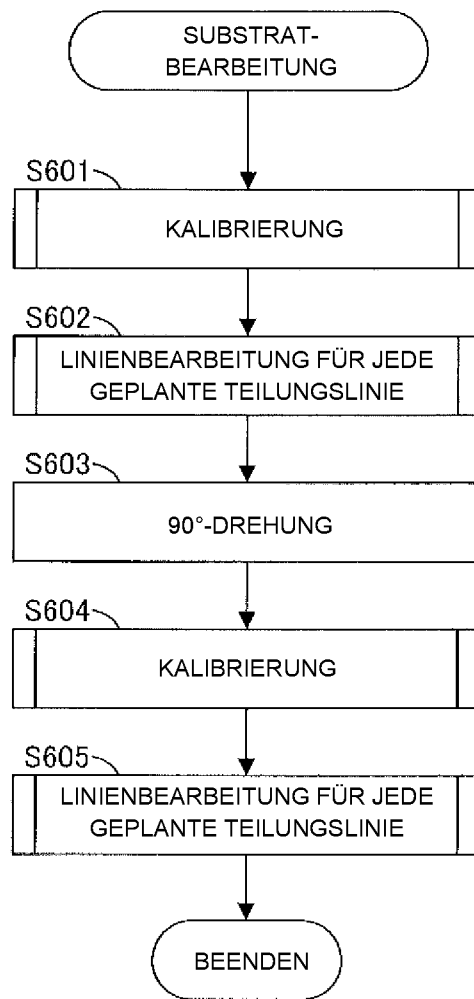 SUBSTRAT-
BEARBEITUNG
S601
KALIBRIERUNG
S602
LINIENBEARBEITUNG FÜR JEDE
GEPLANTE TEILUNGSLINIE
S603
90°-DREHUNG
S604
KALIBRIERUNG
S605
LINIENBEARBEITUNG FÜR JEDE
GEPLANTE TEILUNGSLINIE
BEENDEN